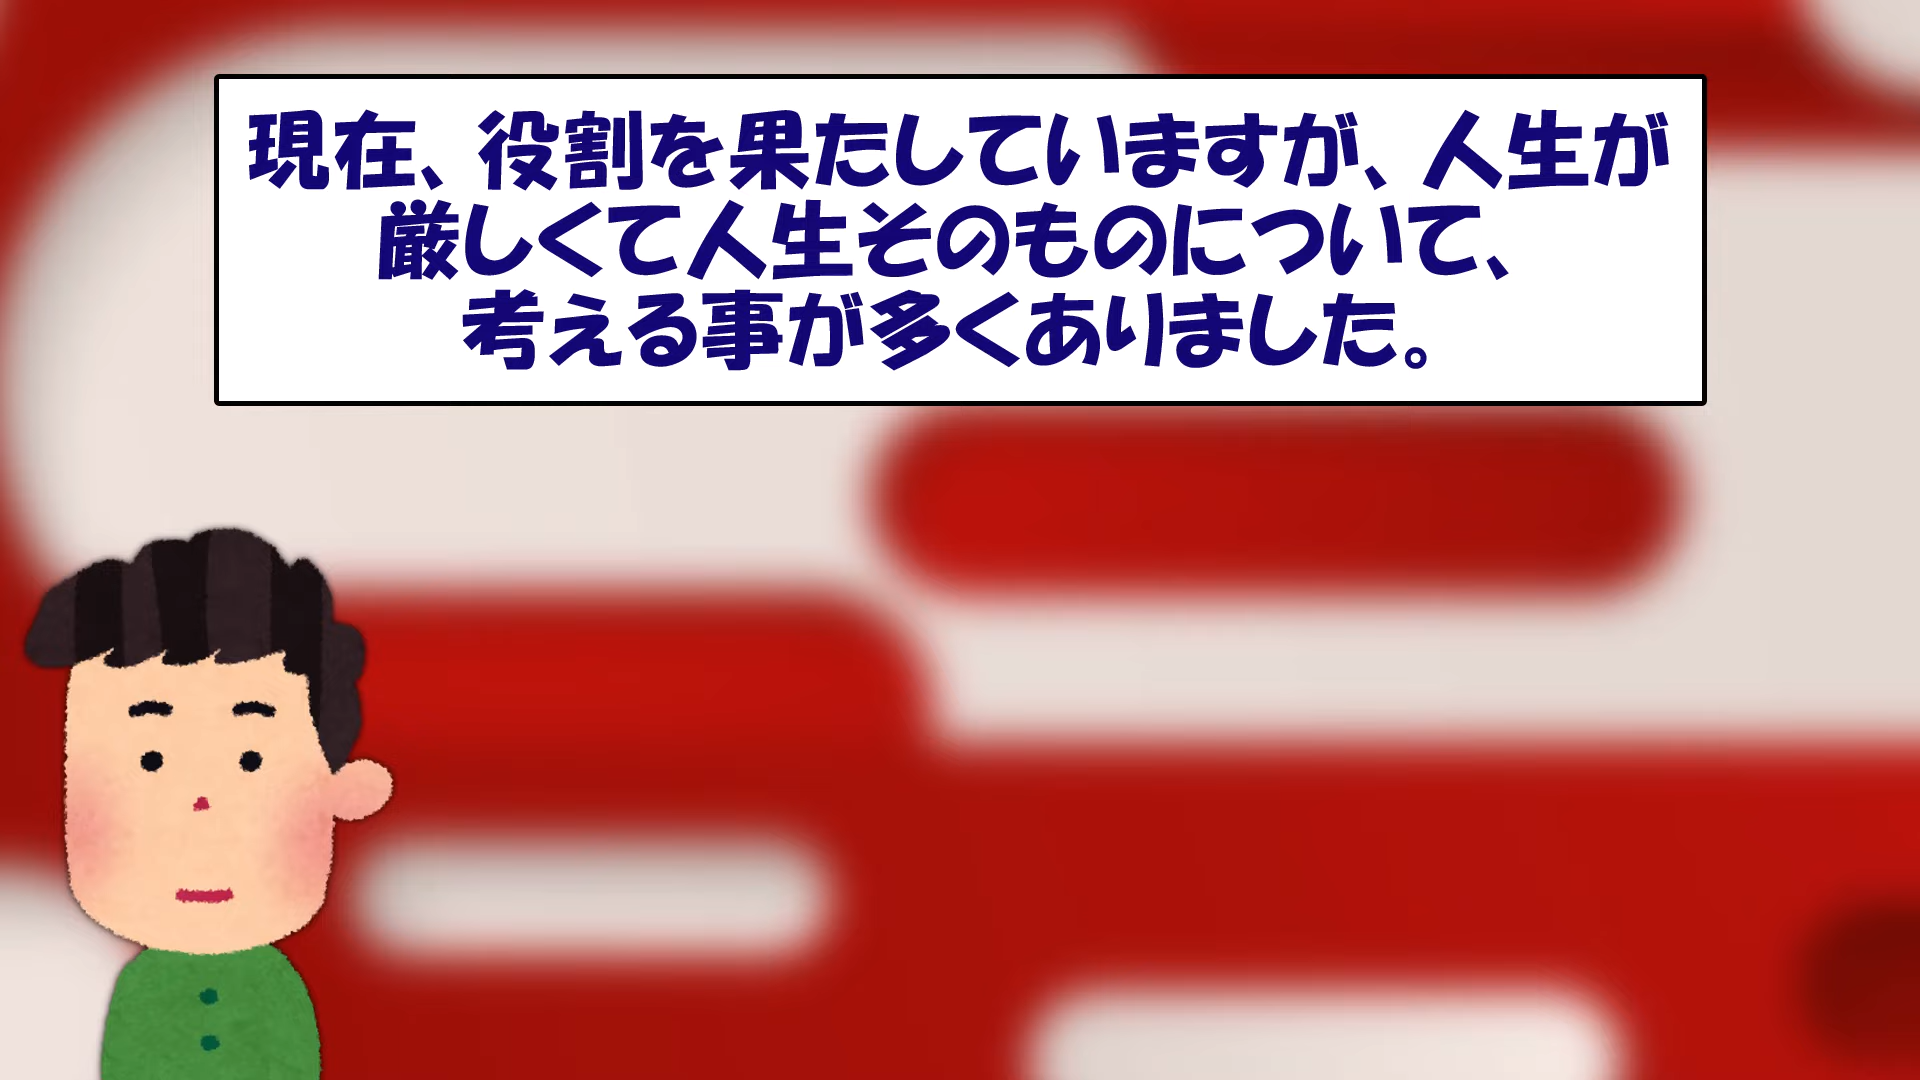 現在、役割を果たしていますが、人生が
厳しくて人生そのものについて、
考える事が多くありました。